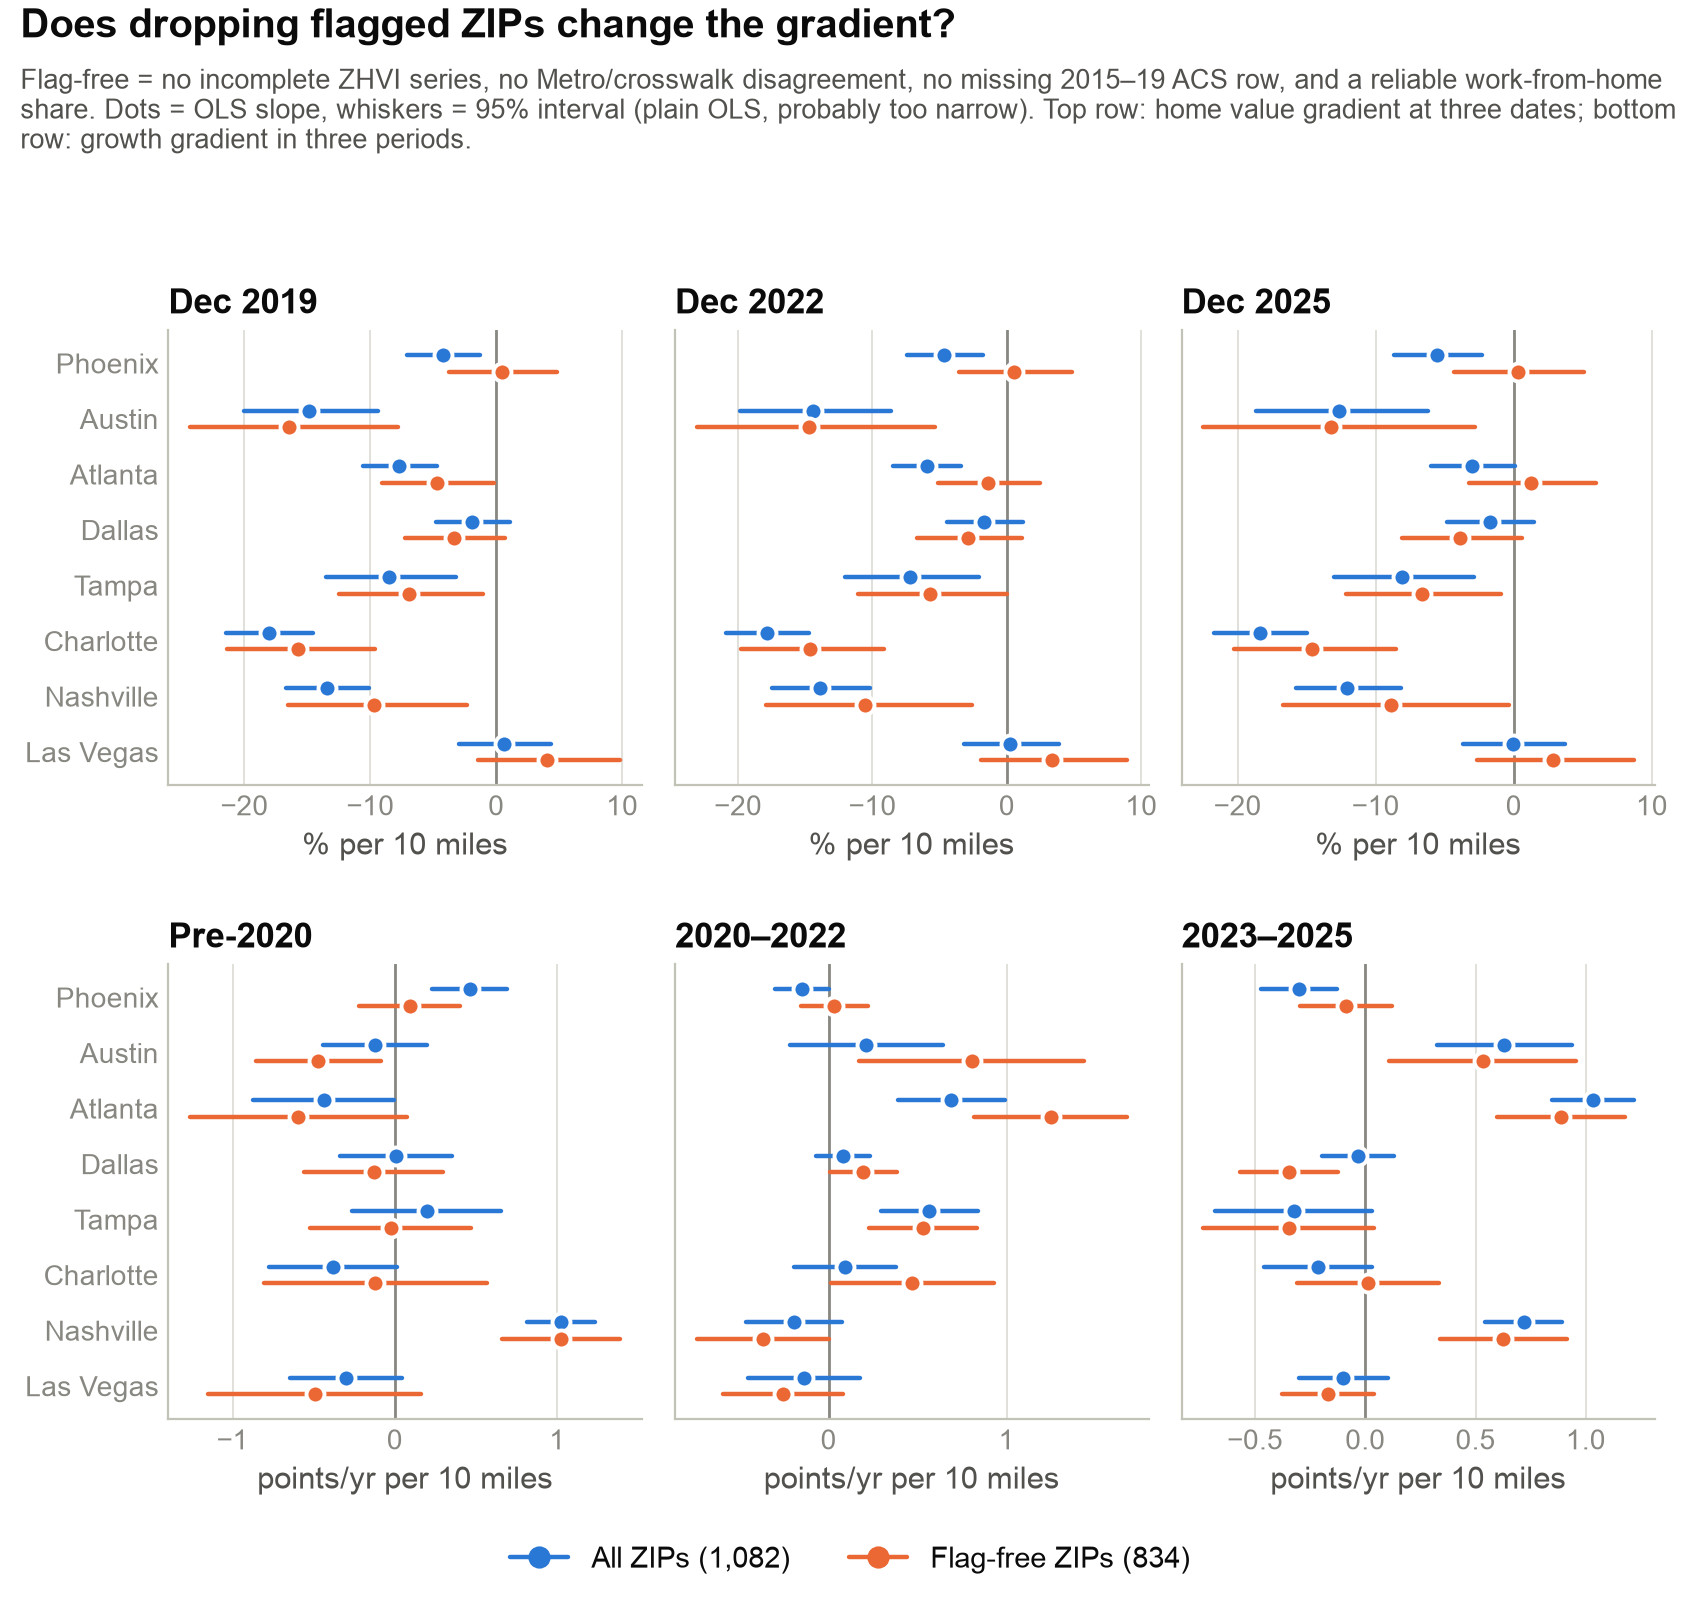 Does dropping flagged ZIPs change the gradient?
Flag-free = no incomplete ZHVI series, no Metro/crosswalk disagreement, no missing 2015–19 ACS row, and a reliable work-from-home
share. Dots = OLS slope, whiskers = 95% interval (plain OLS, probably too narrow). Top row: home value gradient at three dates; bottom
row: growth gradient in three periods.
Dec 2019
Phoenix
Austin
Atlanta
Dallas
Tampa
Charlotte
Nashville
Las Vegas
−20 −10 0 10
% per 10 miles
Dec 2022
−20 −10 0 10
% per 10 miles
Dec 2025
−20 −10 0 10
% per 10 miles
Pre-2020
Phoenix
Austin
Atlanta
Dallas
Tampa
Charlotte
Nashville
Las Vegas
−1 0 1
points/yr per 10 miles
2020–2022
0 1
points/yr per 10 miles
2023–2025
−0.5 0.0 0.5 1.0
points/yr per 10 miles
All ZIPs (1,082)
Flag-free ZIPs (834)